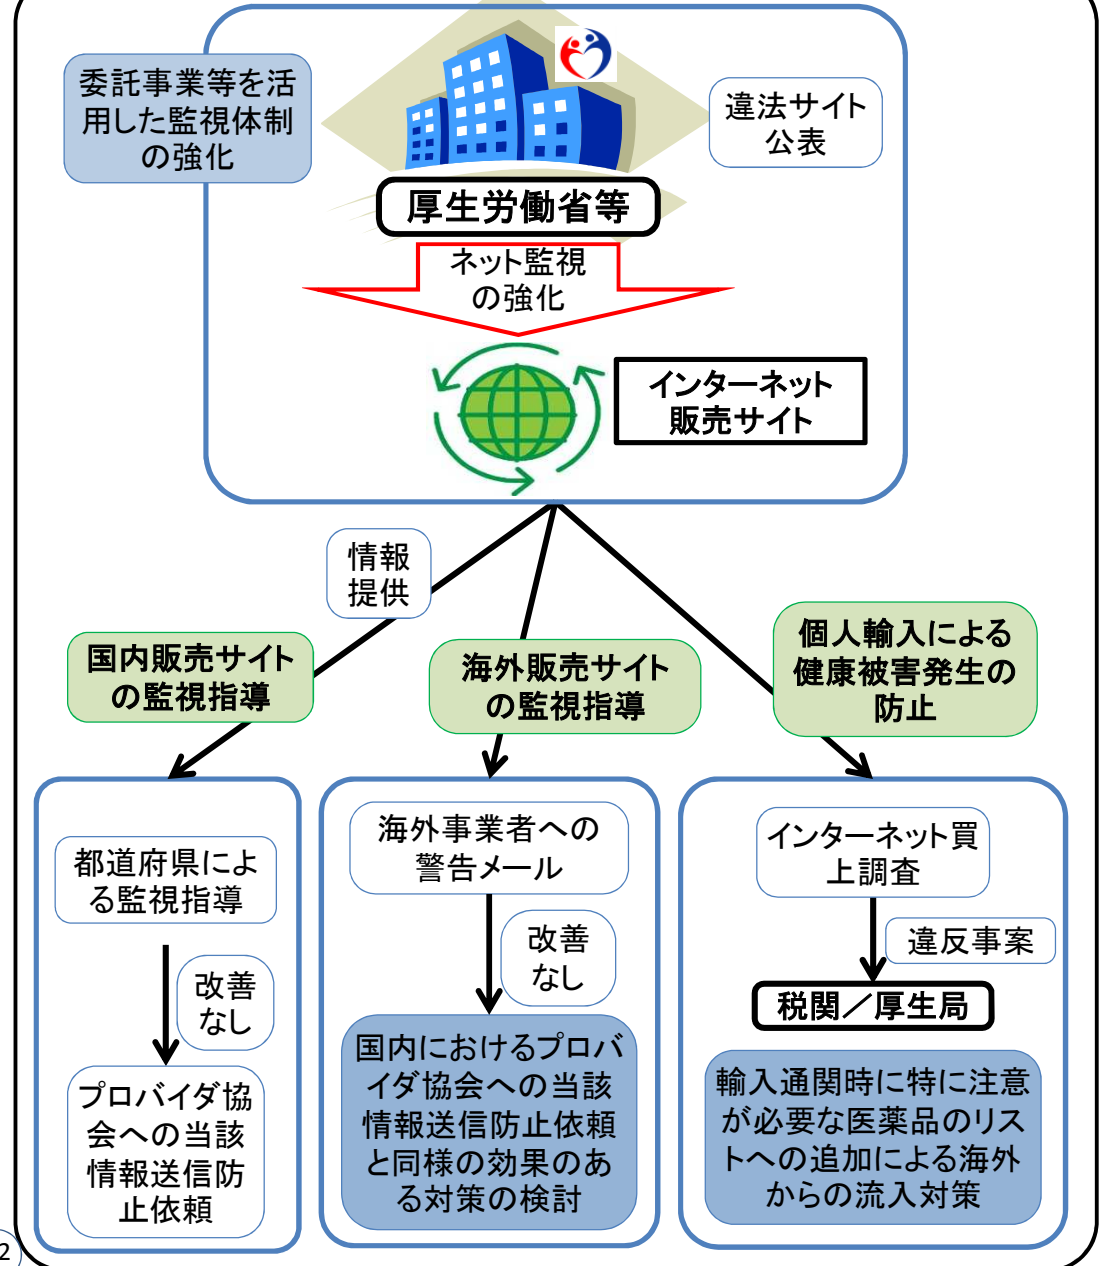 委託事業等を活
用した監視体制
の強化
違法サイト
公表
厚生労働省等
ネット監視
の強化
インターネット
販売サイト
情報
提供
国内販売サイト
の監視指導
海外販売サイト
の監視指導
個人輸入による
健康被害発生の
防止
都道府県によ
る監視指導
改善
なし
プロバイダ協
会への当該
情報送信防
止依頼
海外事業者への
警告メール
改善
なし
国内におけるプロバ
イダ協会への当該
情報送信防止依頼
と同様の効果のあ
る対策の検討
インターネット買
上調査
違反事案
税関／厚生局
輸入通関時に特に注意
が必要な医薬品のリス
トへの追加による海外
からの流入対策
2